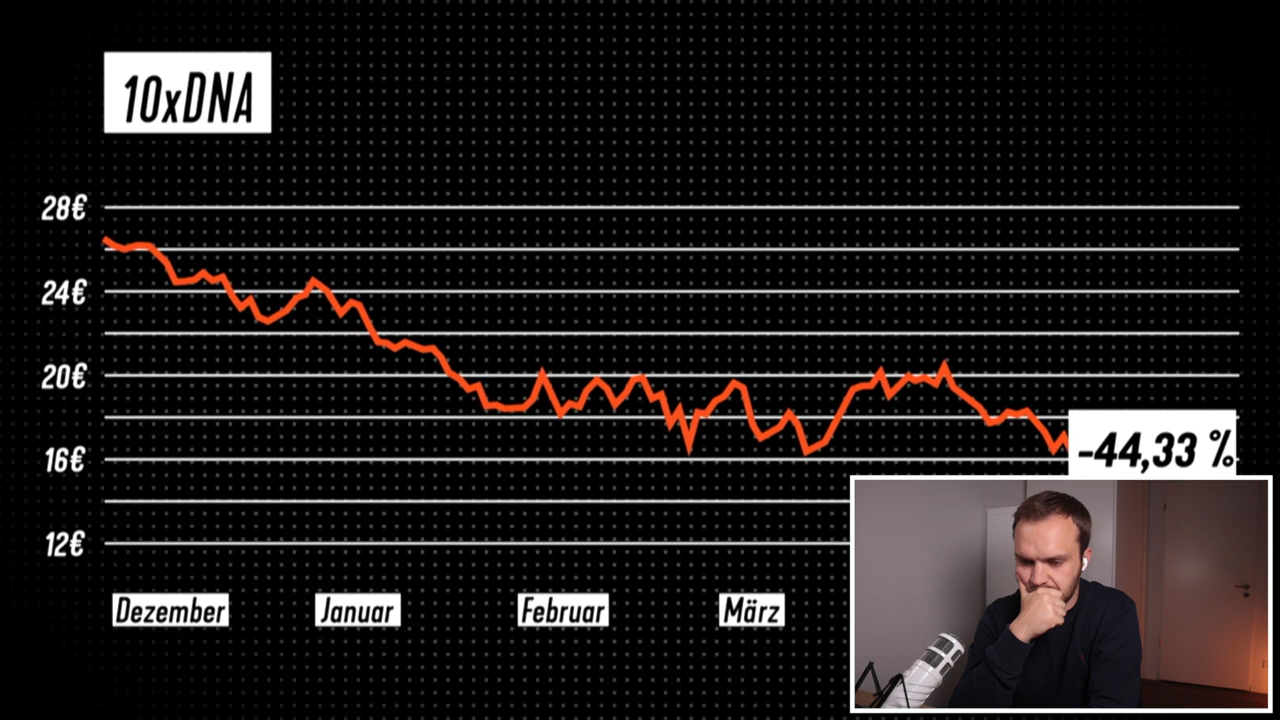 10xDNA
28€
24€
20€
16€
12€
-44,33 %
Dezember
Januar
Februar
März